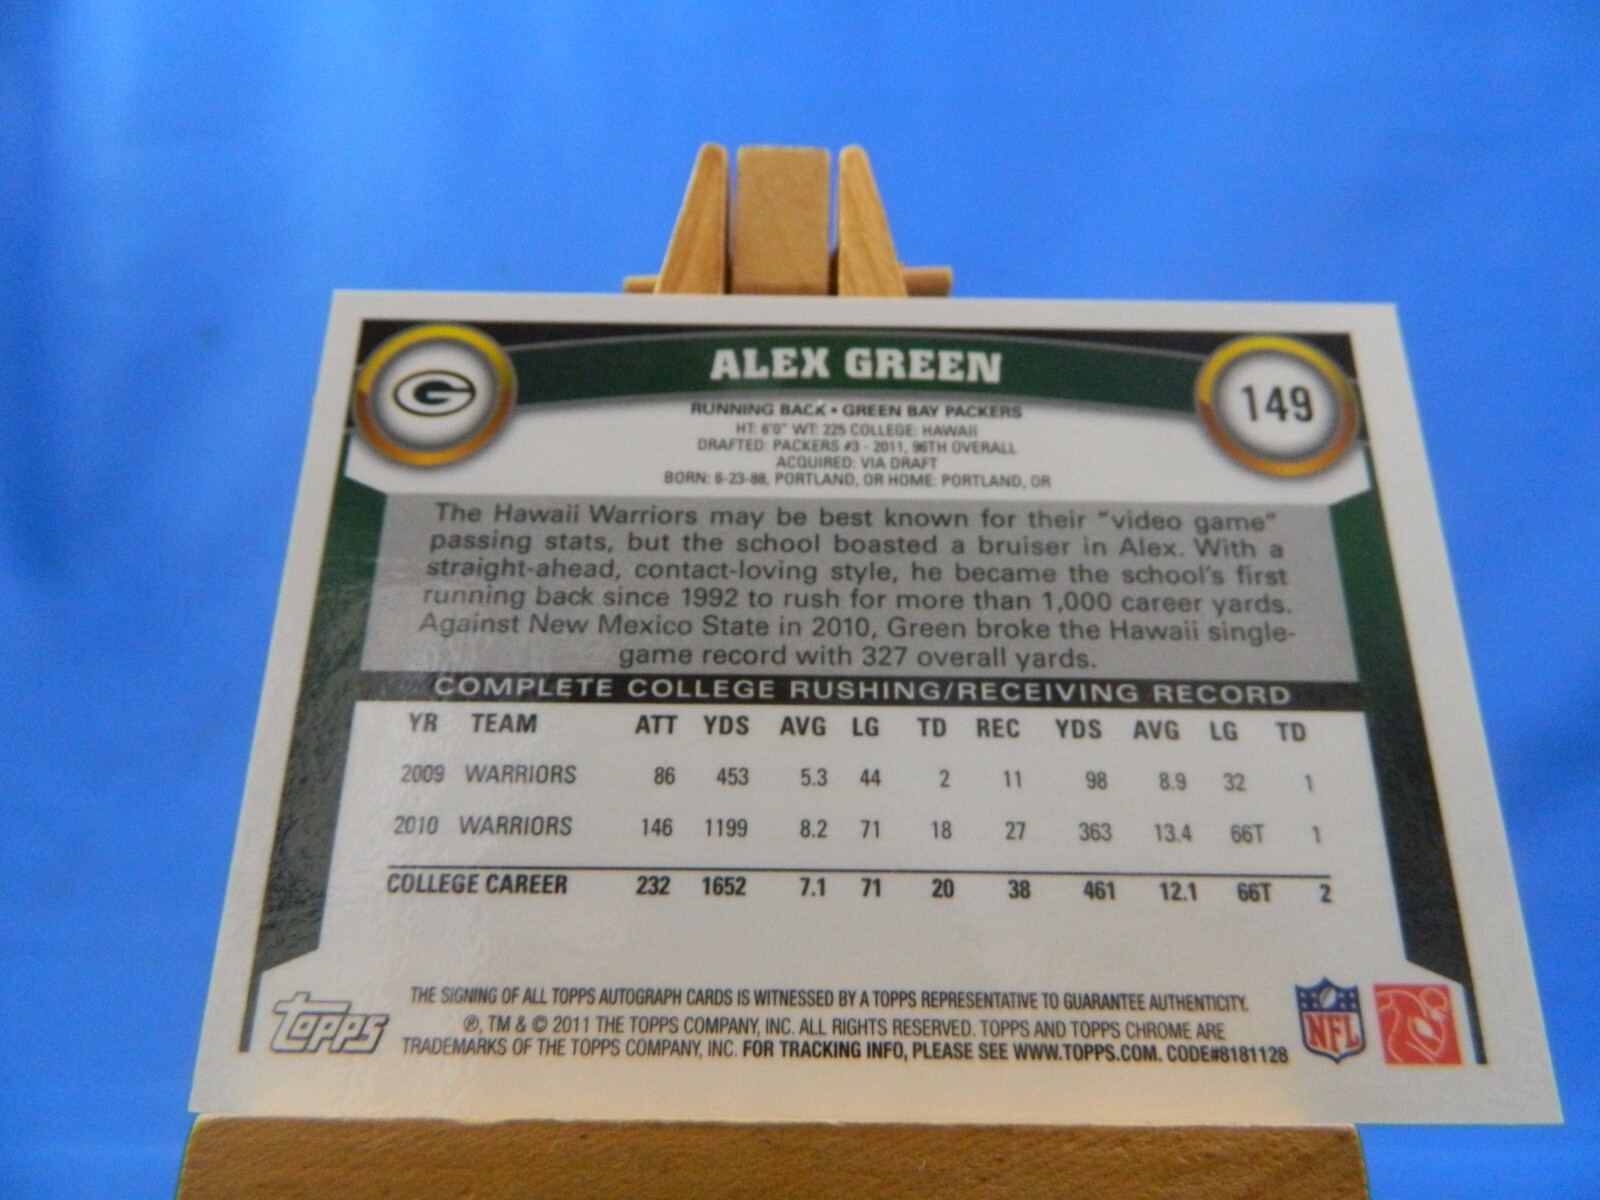 G
ALEX GREEN
149
RUNNING BACK • GREEN BAY PACKERS
HT: 6'0" WT: 225 COLLEGE: HAWAII
DRAFTED: PACKERS #3 - 2011, 96TH OVERALL
ACQUIRED: VIA DRAFT
BORN: 6-23-88, PORTLAND, OR HOME: PORTLAND, OR
The Hawaii Warriors may be best known for their "video game"
passing stats, but the school boasted a bruiser in Alex. With a
straight-ahead, contact-loving style, he became the school's first
running back since 1992 to rush for more than 1,000 career yards.
Against New Mexico State in 2010, Green broke the Hawaii single-
game record with 327 overall yards.
COMPLETE COLLEGE RUSHING/RECEIVING RECORD
YR TEAM ATT YDS AVG LG TD REC YDS AVG LG TD
2009 WARRIORS 86 453 5.3 44 2 11 98 8.9 32 1
2010 WARRIORS 146 1199 8.2 71 18 27 363 13.4 66T 1
COLLEGE CAREER 232 1652 7.1 71 20 38 461 12.1 66T 2
THE SIGNING OF ALL TOPPS AUTOGRAPH CARDS IS WITNESSED BY A TOPPS REPRESENTATIVE TO GUARANTEE AUTHENTICITY.
®, TM & © 2011 THE TOPPS COMPANY, INC. ALL RIGHTS RESERVED. TOPPS AND TOPPS CHROME ARE
TRADEMARKS OF THE TOPPS COMPANY, INC. FOR TRACKING INFO, PLEASE SEE WWW.TOPPS.COM. CODE#8181128
Topps
NFL